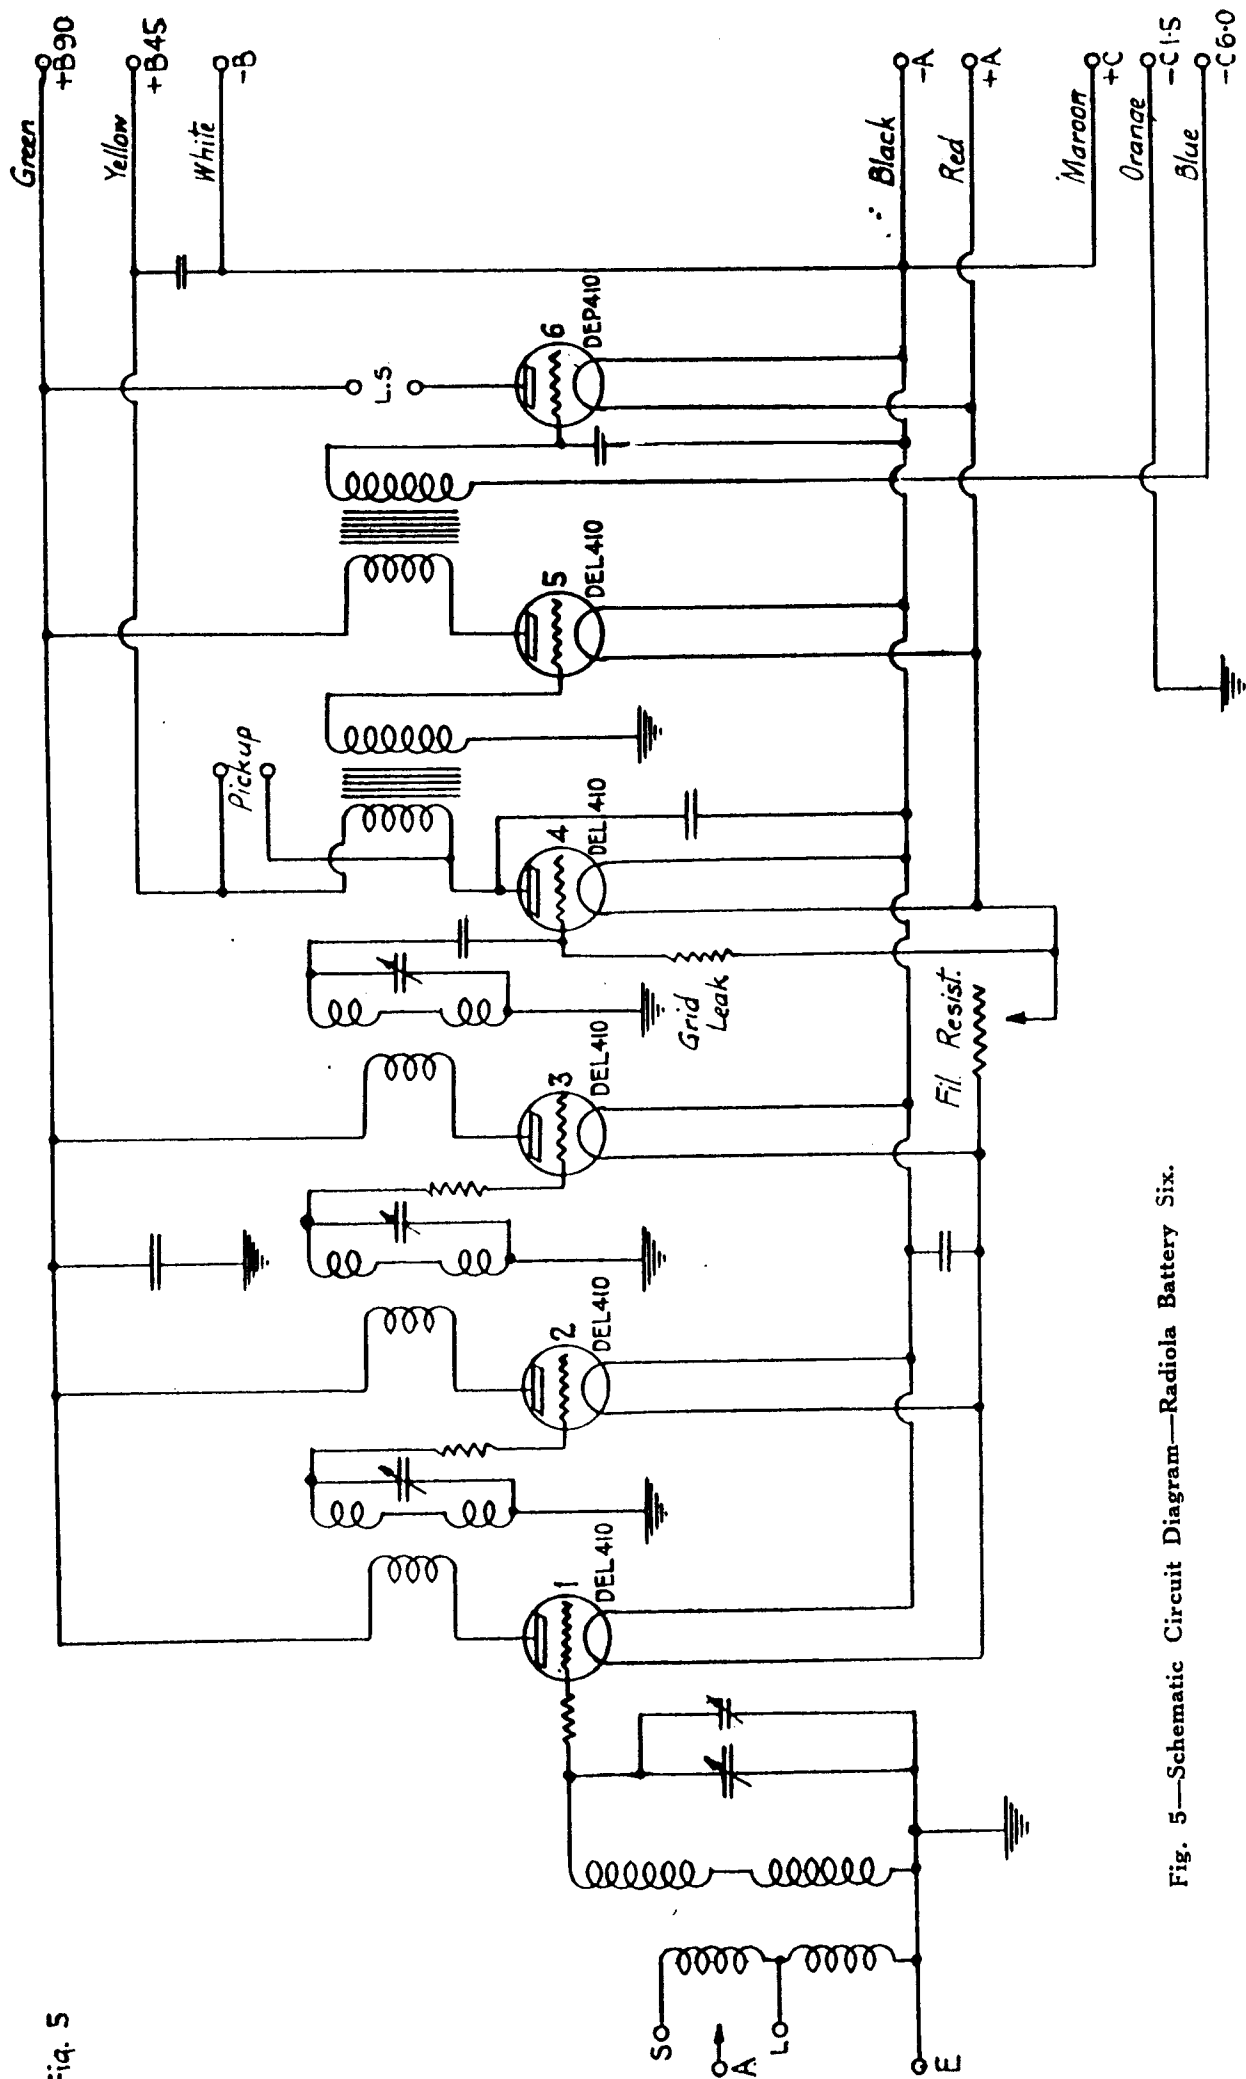 Fig. 5
Green
+B90
Yellow
+B45
White
-B
L.S
6
DEP410
5
DEL410
Pickup
4
DEL410
Grid
Leak
3
DEL410
2
DEL410
1
DEL410
Black
-A
Red
+A
Fil. Resist.
Maroon
+C
Orange
-C1·5
Blue
-C6·0
S
A
L
E
Fig. 5—Schematic Circuit Diagram—Radiola Battery Six.